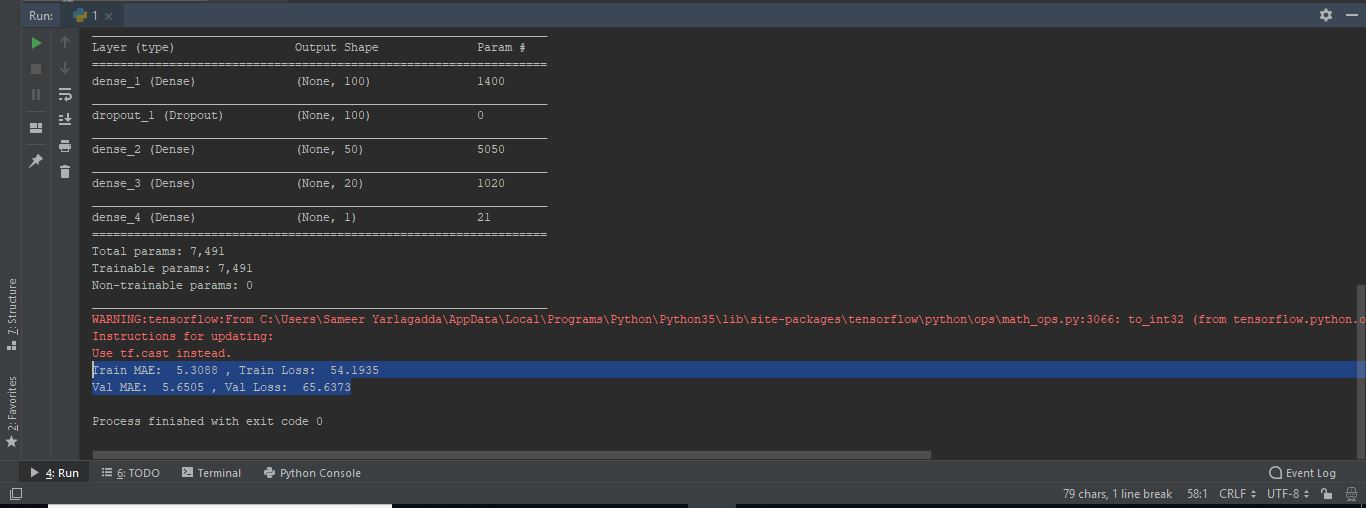 Run: 1
Layer (type) Output Shape Param #
=================================================================
dense_1 (Dense) (None, 100) 1400
dropout_1 (Dropout) (None, 100) 0
dense_2 (Dense) (None, 50) 5050
dense_3 (Dense) (None, 20) 1020
dense_4 (Dense) (None, 1) 21
=================================================================
Total params: 7,491
Trainable params: 7,491
Non-trainable params: 0
WARNING:tensorflow:From C:\Users\Sameer Yarlagadda\AppData\Local\Programs\Python\Python35\lib\site-packages\tensorflow\python\ops\math_ops.py:3066: to_int32 (from tensorflow.python.o
Instructions for updating:
Use tf.cast instead.
Train MAE: 5.3088 , Train Loss: 54.1935
Val MAE: 5.6505 , Val Loss: 65.6373
Process finished with exit code 0
7: Structure
2: Favorites
4: Run 6: TODO Terminal Python Console Event Log
79 chars, 1 line break 58:1 CRLF UTF-8